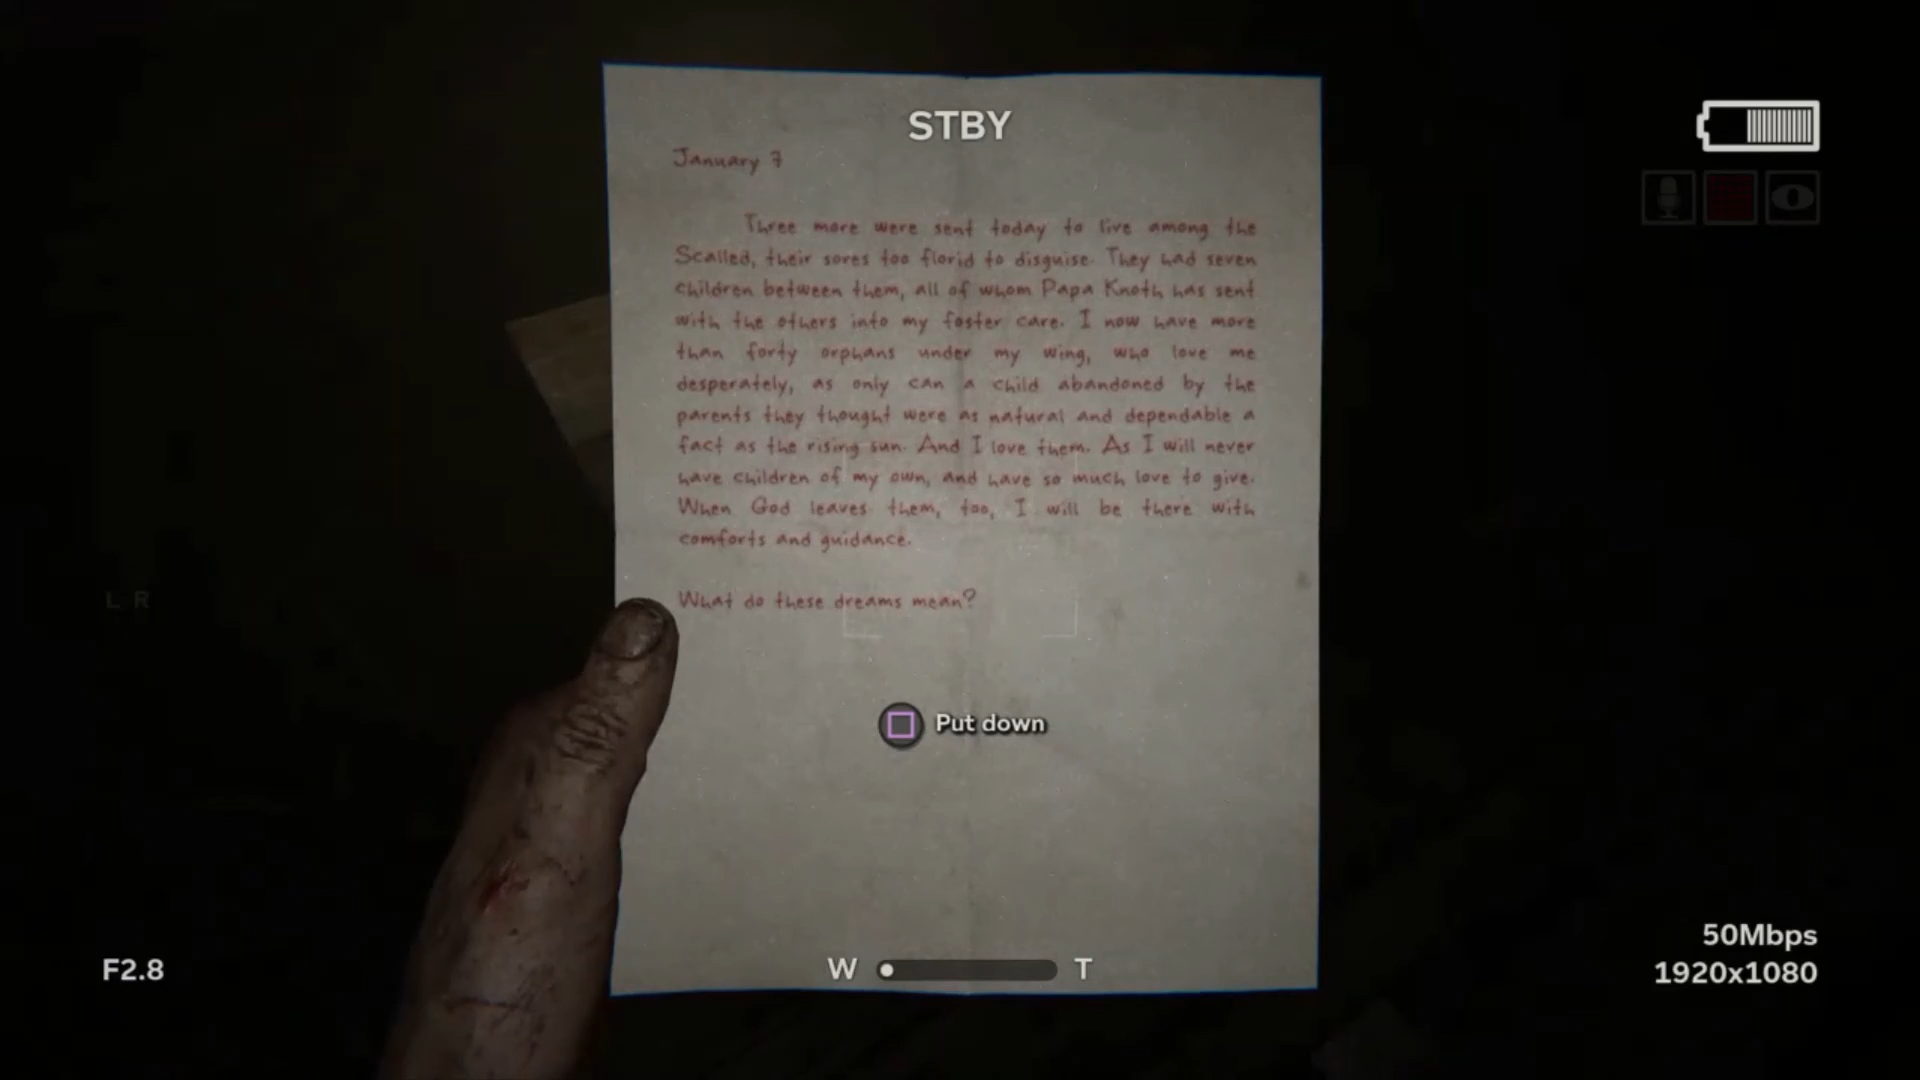 STBY
January 7
Three more were sent today to live among the
Scalled, their sores too florid to disguise. They had seven
children between them, all of whom Papa Knoth has sent
with the others into my foster care. I now have more
than forty orphans under my wing, who love me
desperately, as only can a child abandoned by the
parents they thought were as natural and dependable a
fact as the rising sun. And I love them. As I will never
have children of my own, and have so much love to give.
When God leaves them, too, I will be there with
comforts and guidance.
What do these dreams mean?
L R
Put down
50Mbps
F2.8
W T
1920x1080